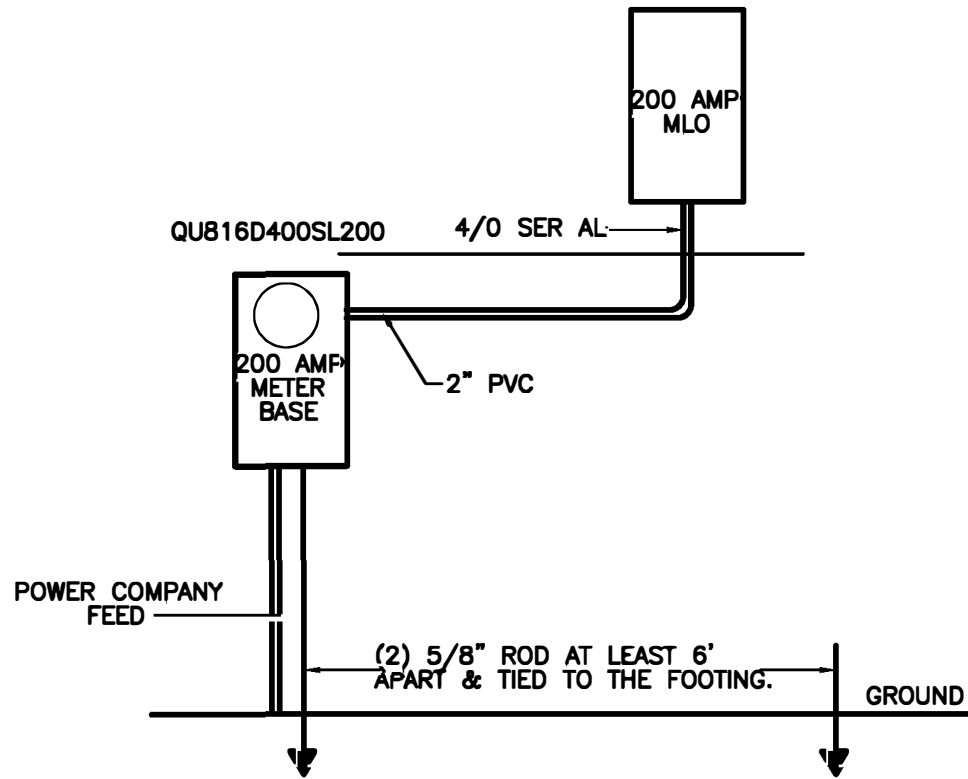 200 AMP
MLO
QU816D400SL200
4/0 SER AL
200 AMP
METER
BASE
2" PVC
POWER COMPANY
FEED
(2) 5/8" ROD AT LEAST 6'
APART & TIED TO THE FOOTING.
GROUND